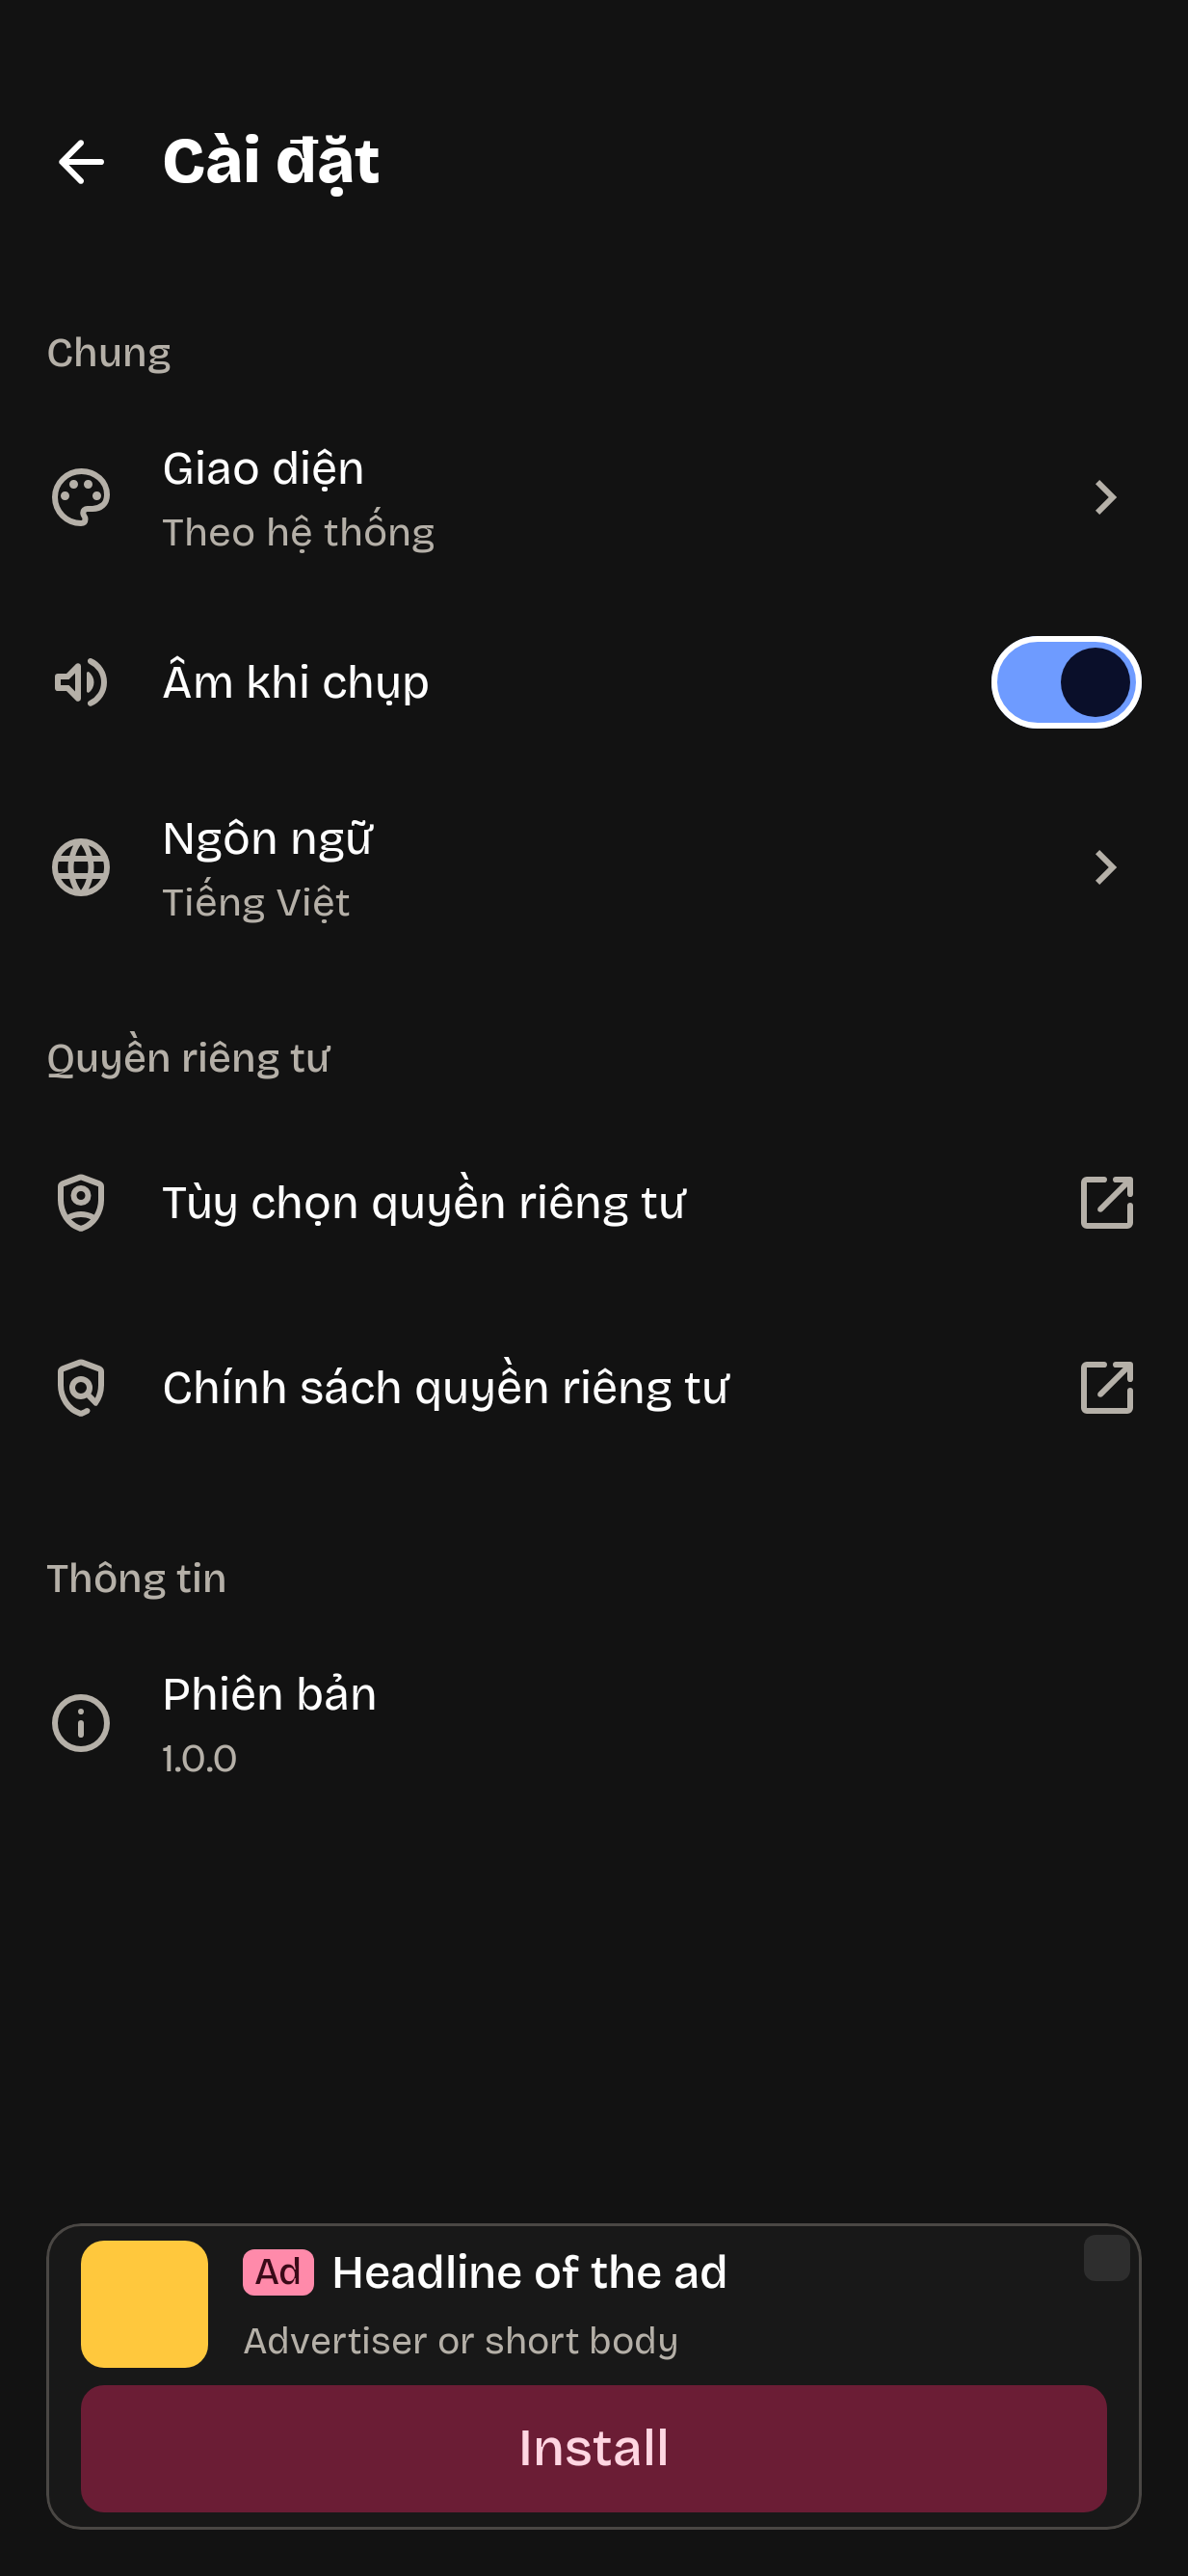 Cài đặt
Chung
Giao diện
Theo hệ thống
Âm khi chụp
Ngôn ngữ
Tiếng Việt
Quyền riêng tư
Tùy chọn quyền riêng tư
Chính sách quyền riêng tư
Thông tin
Phiên bản
1.0.0
Ad Headline of the ad
Advertiser or short body
Install